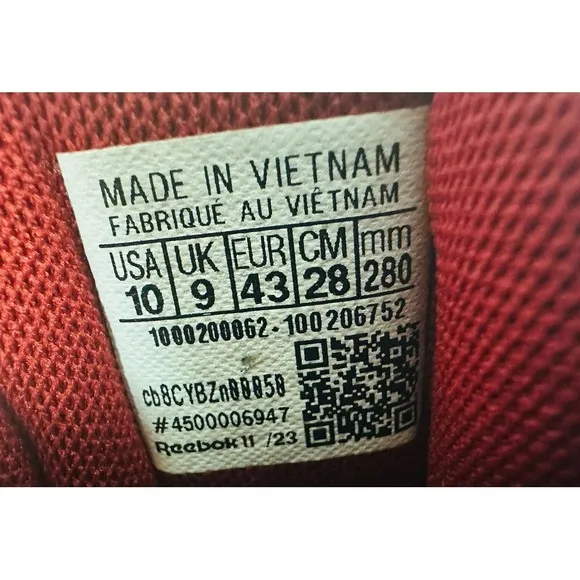 MADE IN VIETNAM
FABRIQUÉ AU VIÊTNAM
USA UK EUR CM mm
10 9 43 28 280
1000200062-100206752
cb8CYBZn00050
#4500006947
Reebok 11 /23